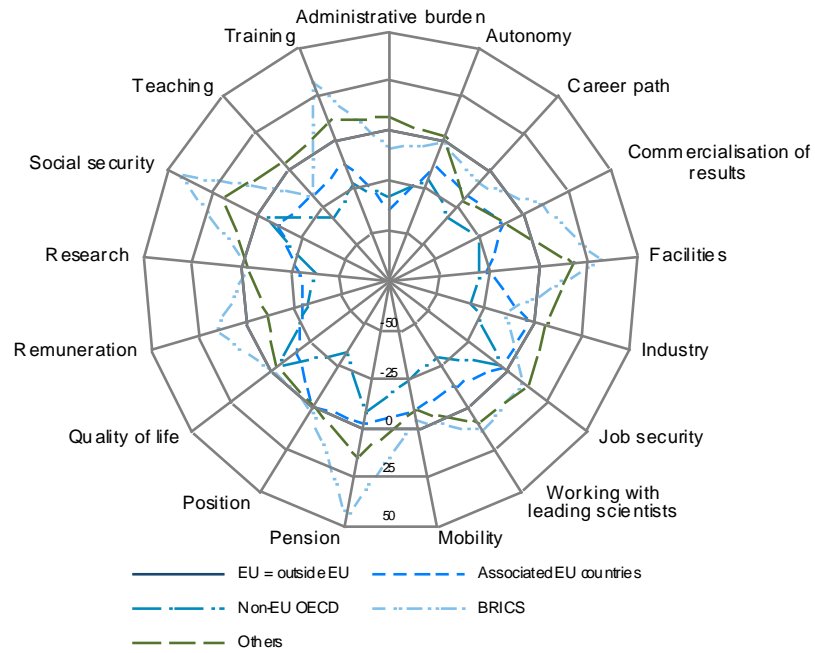 Administrative burden
Training
Autonomy
Teaching
Career path
Social security
Commercialisation of
results
Research
Facilities
Remuneration
Industry
Quality of life
Job security
Position
Working with
leading scientists
Pension
Mobility
-50
-25
0
25
50
EU = outside EU
Associated EU countries
Non-EU OECD
BRICS
Others